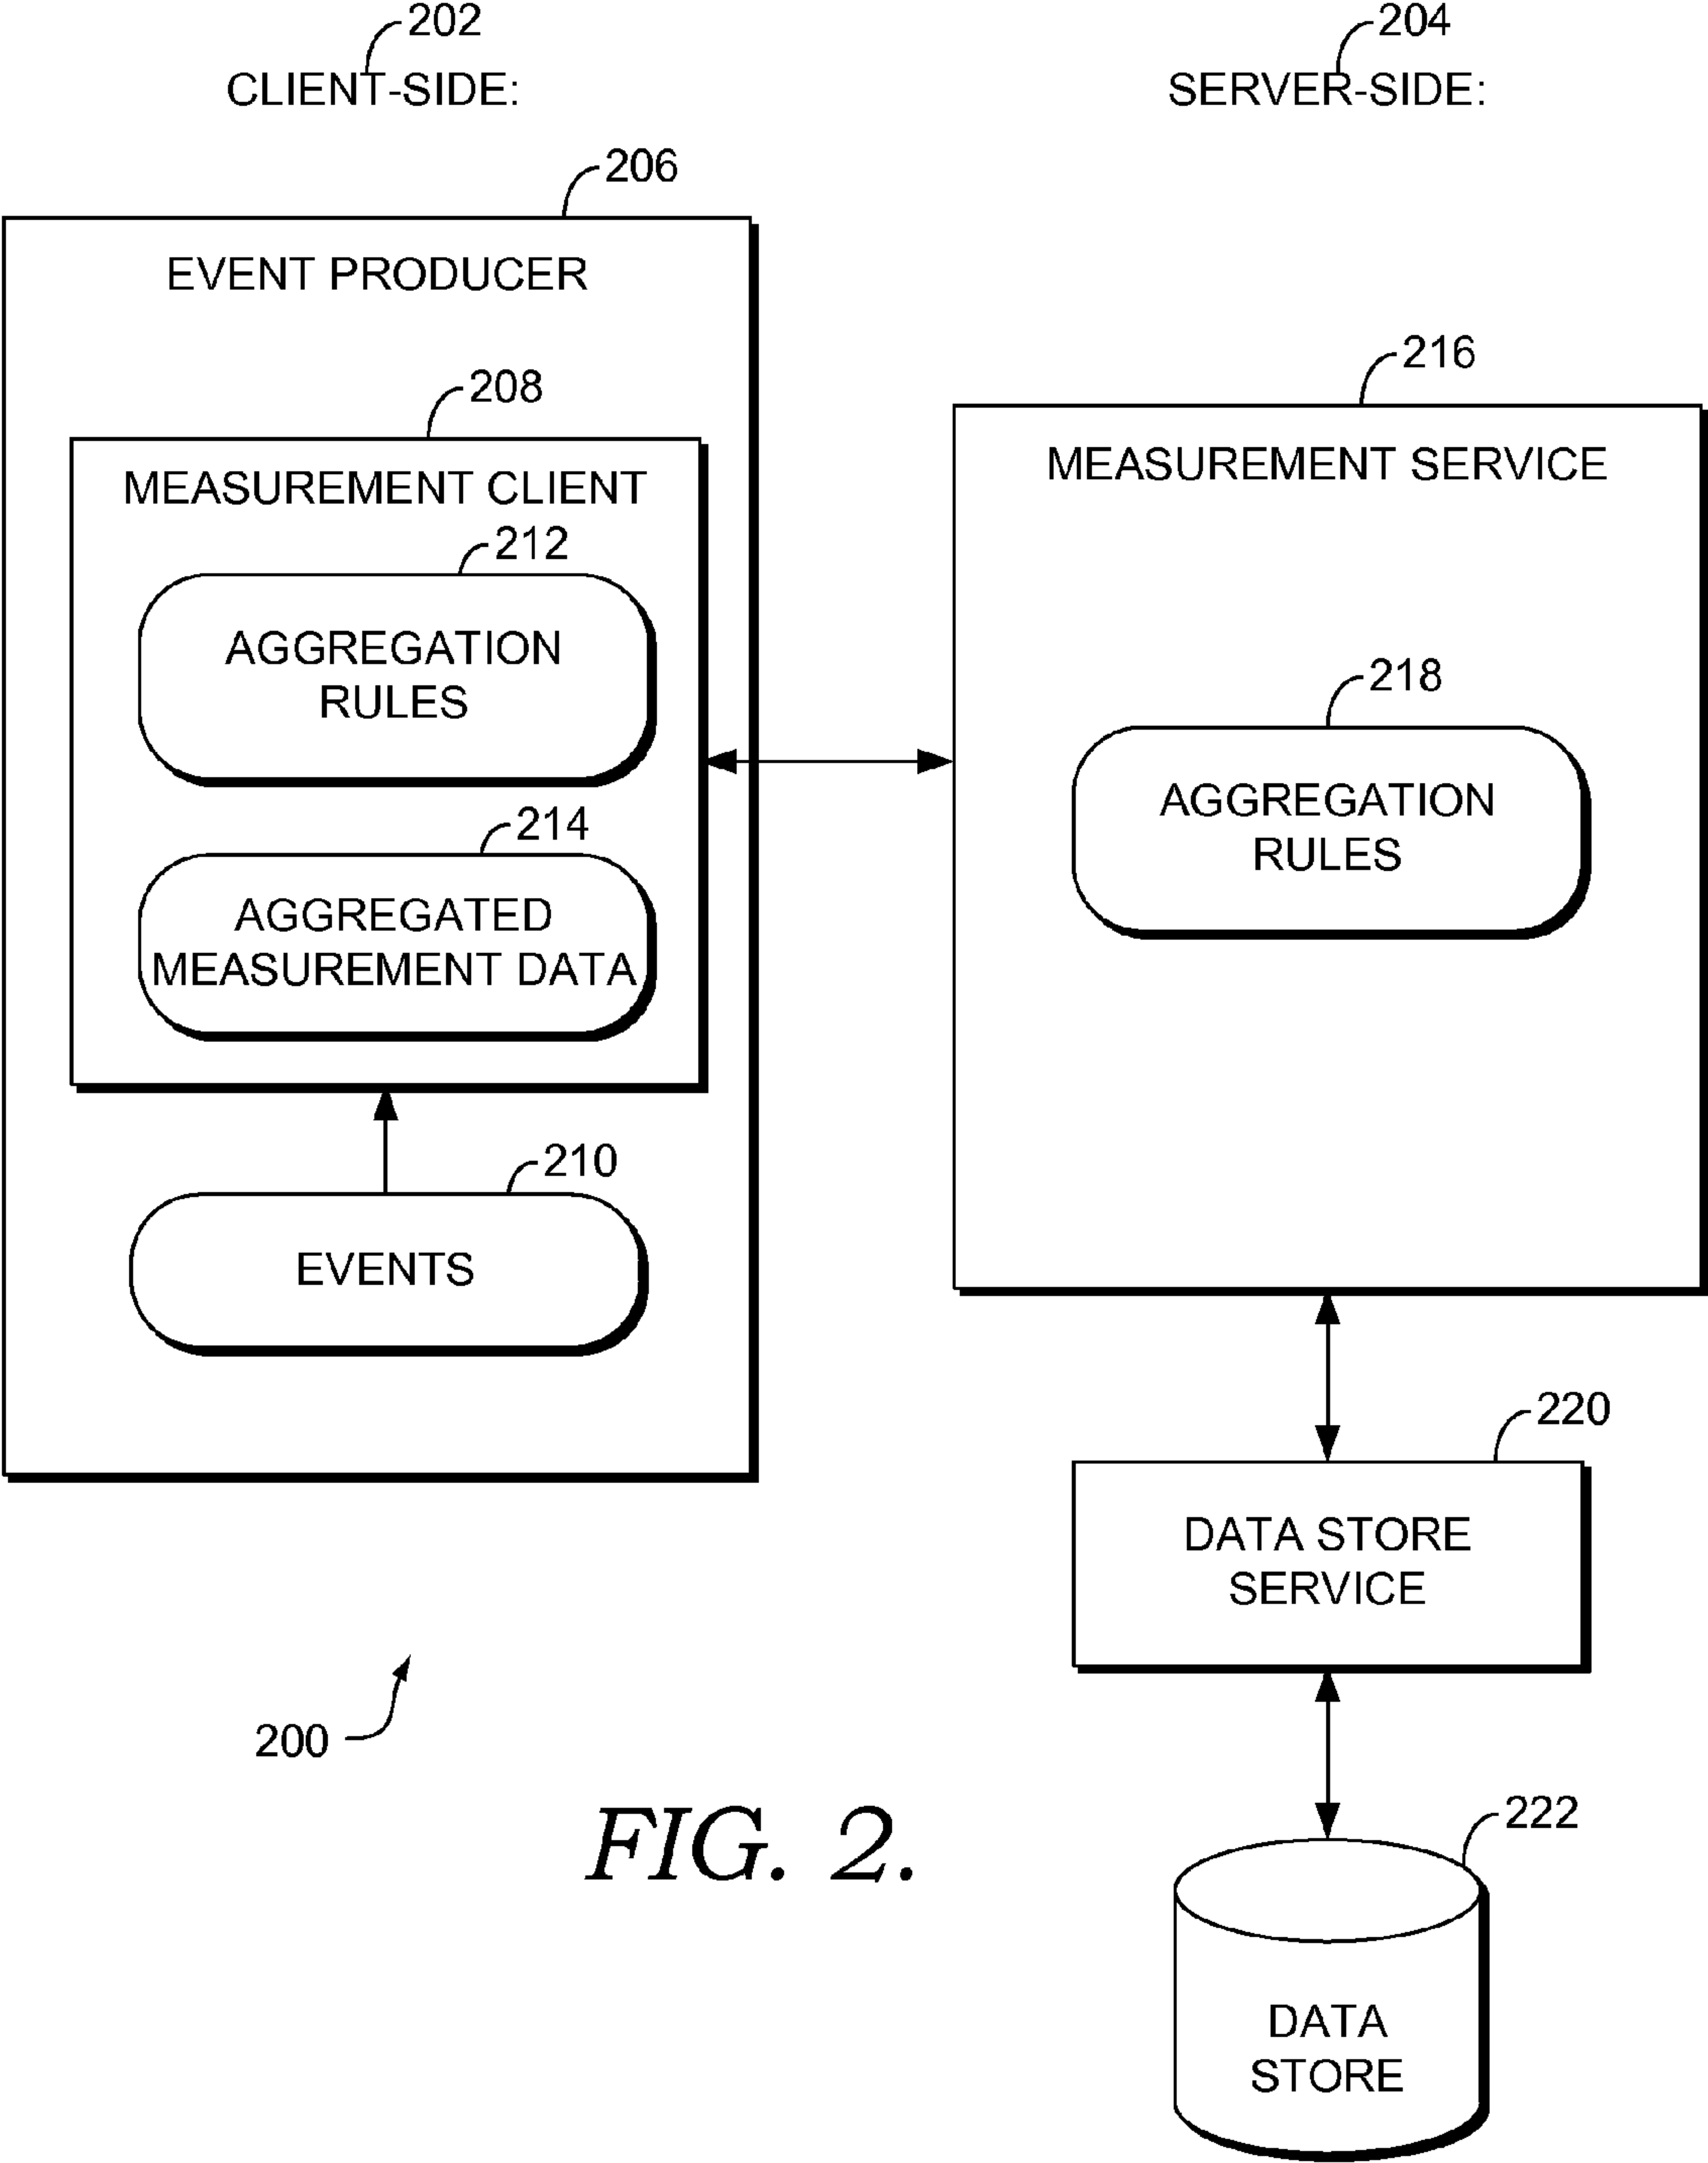 202
CLIENT-SIDE:
204
SERVER-SIDE:
206
EVENT PRODUCER
208
MEASUREMENT CLIENT
212
AGGREGATION
RULES
214
AGGREGATED
MEASUREMENT DATA
210
EVENTS
216
MEASUREMENT SERVICE
218
AGGREGATION
RULES
220
DATA STORE
SERVICE
222
DATA
STORE
200
FIG. 2.